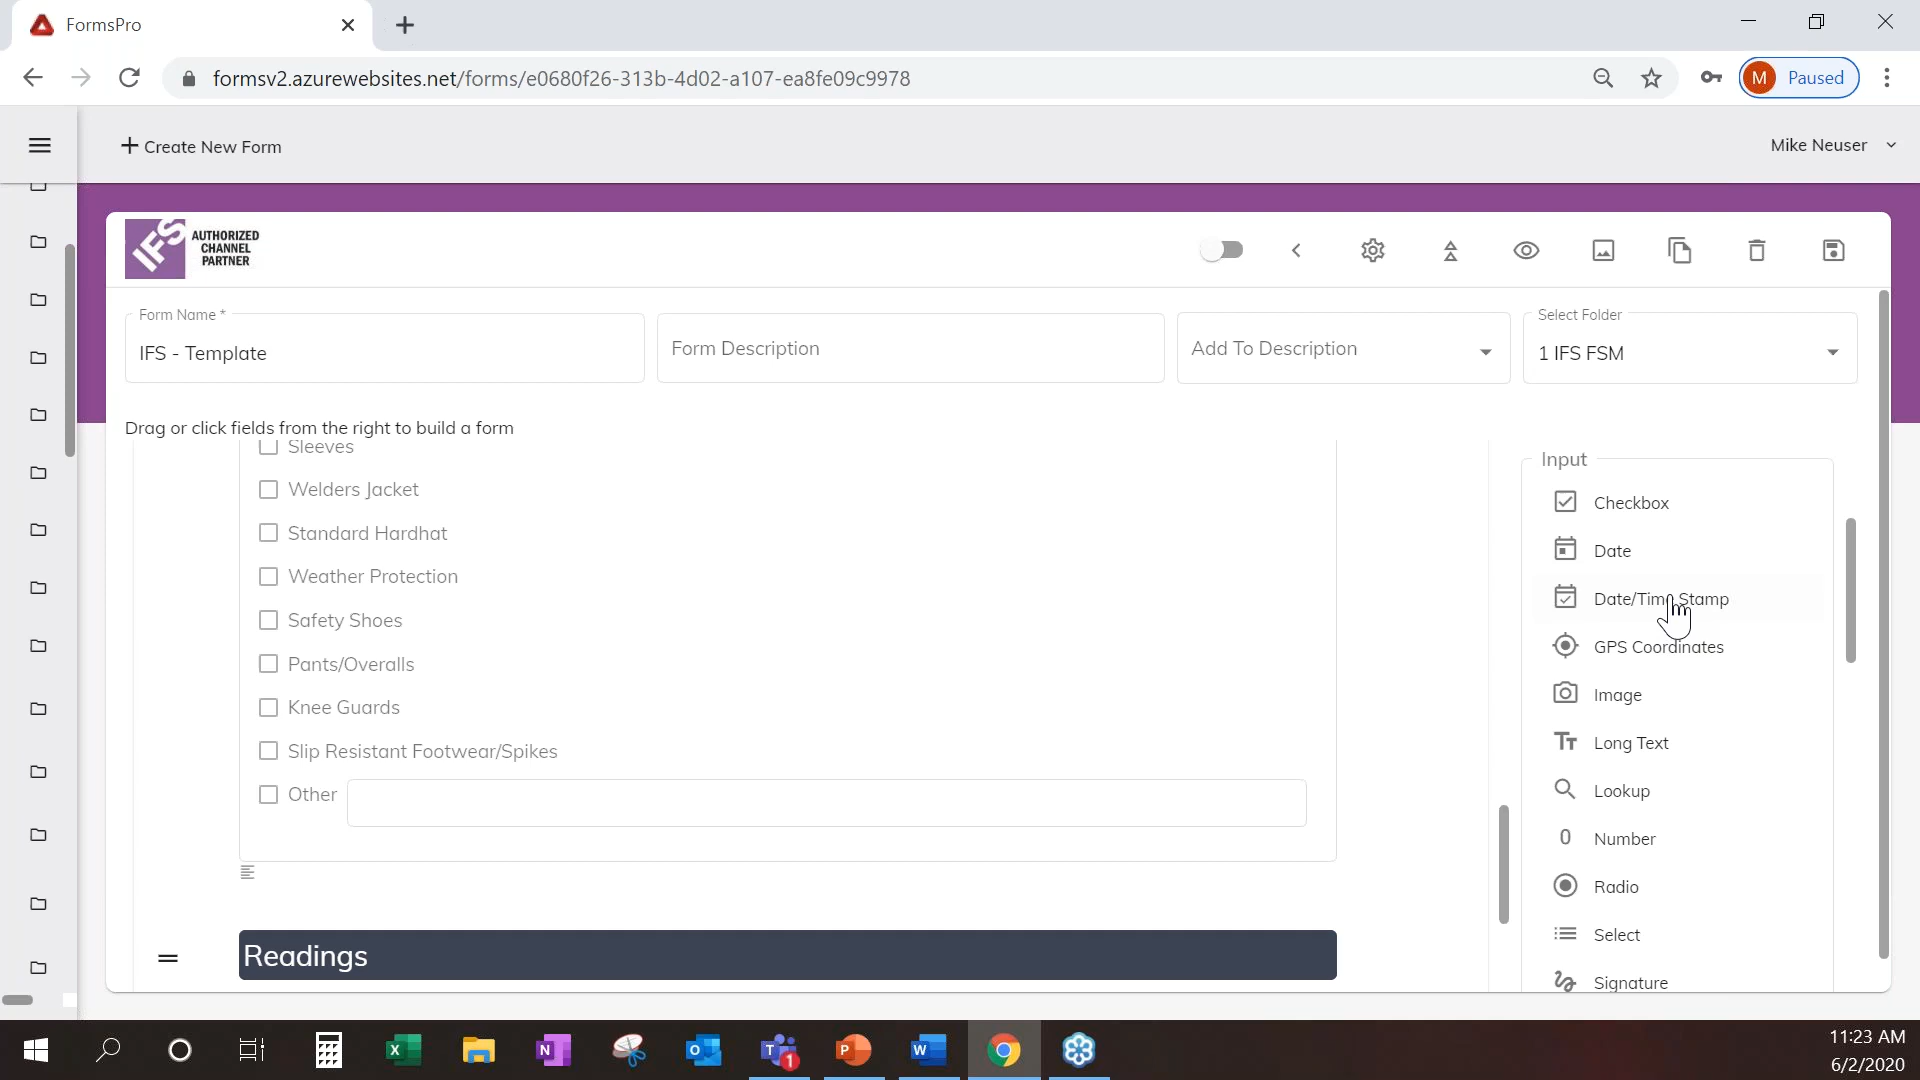 FormsPro
formsv2.azurewebsites.net/forms/e0680f26-313b-4d02-a107-ea8fe09c9978
M Paused
+ Create New Form
Mike Neuser
IFS AUTHORIZED
CHANNEL
PARTNER
Form Name *
IFS - Template
Form Description
Add To Description
Select Folder
1 IFS FSM
Drag or click fields from the right to build a form
Sleeves
Welders Jacket
Standard Hardhat
Weather Protection
Safety Shoes
Pants/Overalls
Knee Guards
Slip Resistant Footwear/Spikes
Other
Readings
Input
Checkbox
Date
Date/Time Stamp
GPS Coordinates
Image
Long Text
Lookup
0 Number
Radio
Select
Signature
11:23 AM
6/2/2020